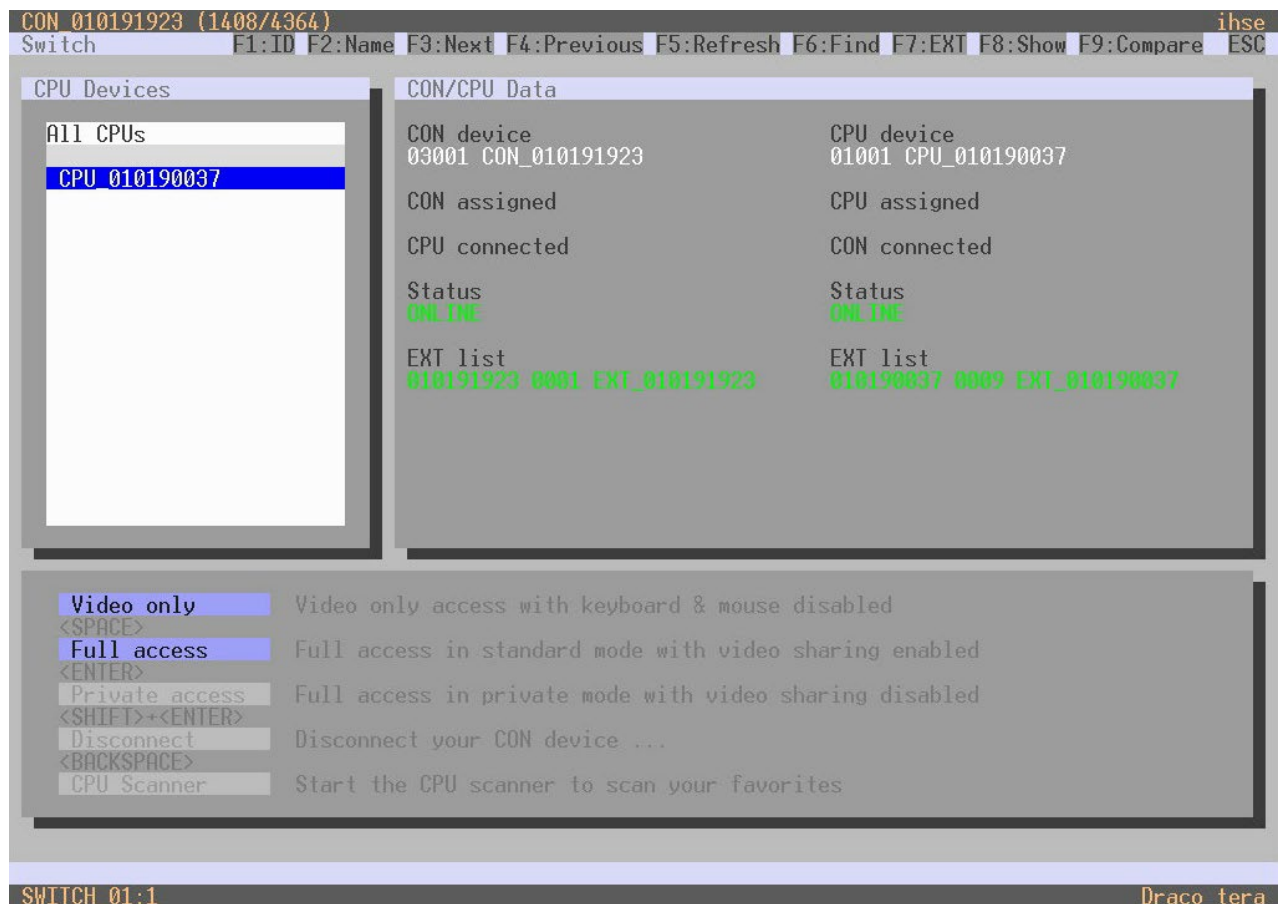 CON_010191923 (1408/4364) ihse
Switch F1:ID F2:Name F3:Next F4:Previous F5:Refresh F6:Find F7:EXT F8:Show F9:Compare ESC
CPU Devices
All CPUs
CPU_010190037
CON/CPU Data
CON device CPU device
03001 CON_010191923 01001 CPU_010190037
CON assigned CPU assigned
CPU connected CON connected
Status Status
ONLINE ONLINE
EXT list EXT list
010191923 0001 EXT_010191923 010190037 0009 EXT_010190037
Video only Video only access with keyboard & mouse disabled
<SPACE>
Full access Full access in standard mode with video sharing enabled
<ENTER>
Private access Full access in private mode with video sharing disabled
<SHIFT>+<ENTER>
Disconnect Disconnect your CON device ...
<BACKSPACE>
CPU Scanner Start the CPU scanner to scan your favorites
SWITCH 01:1 Draco tera